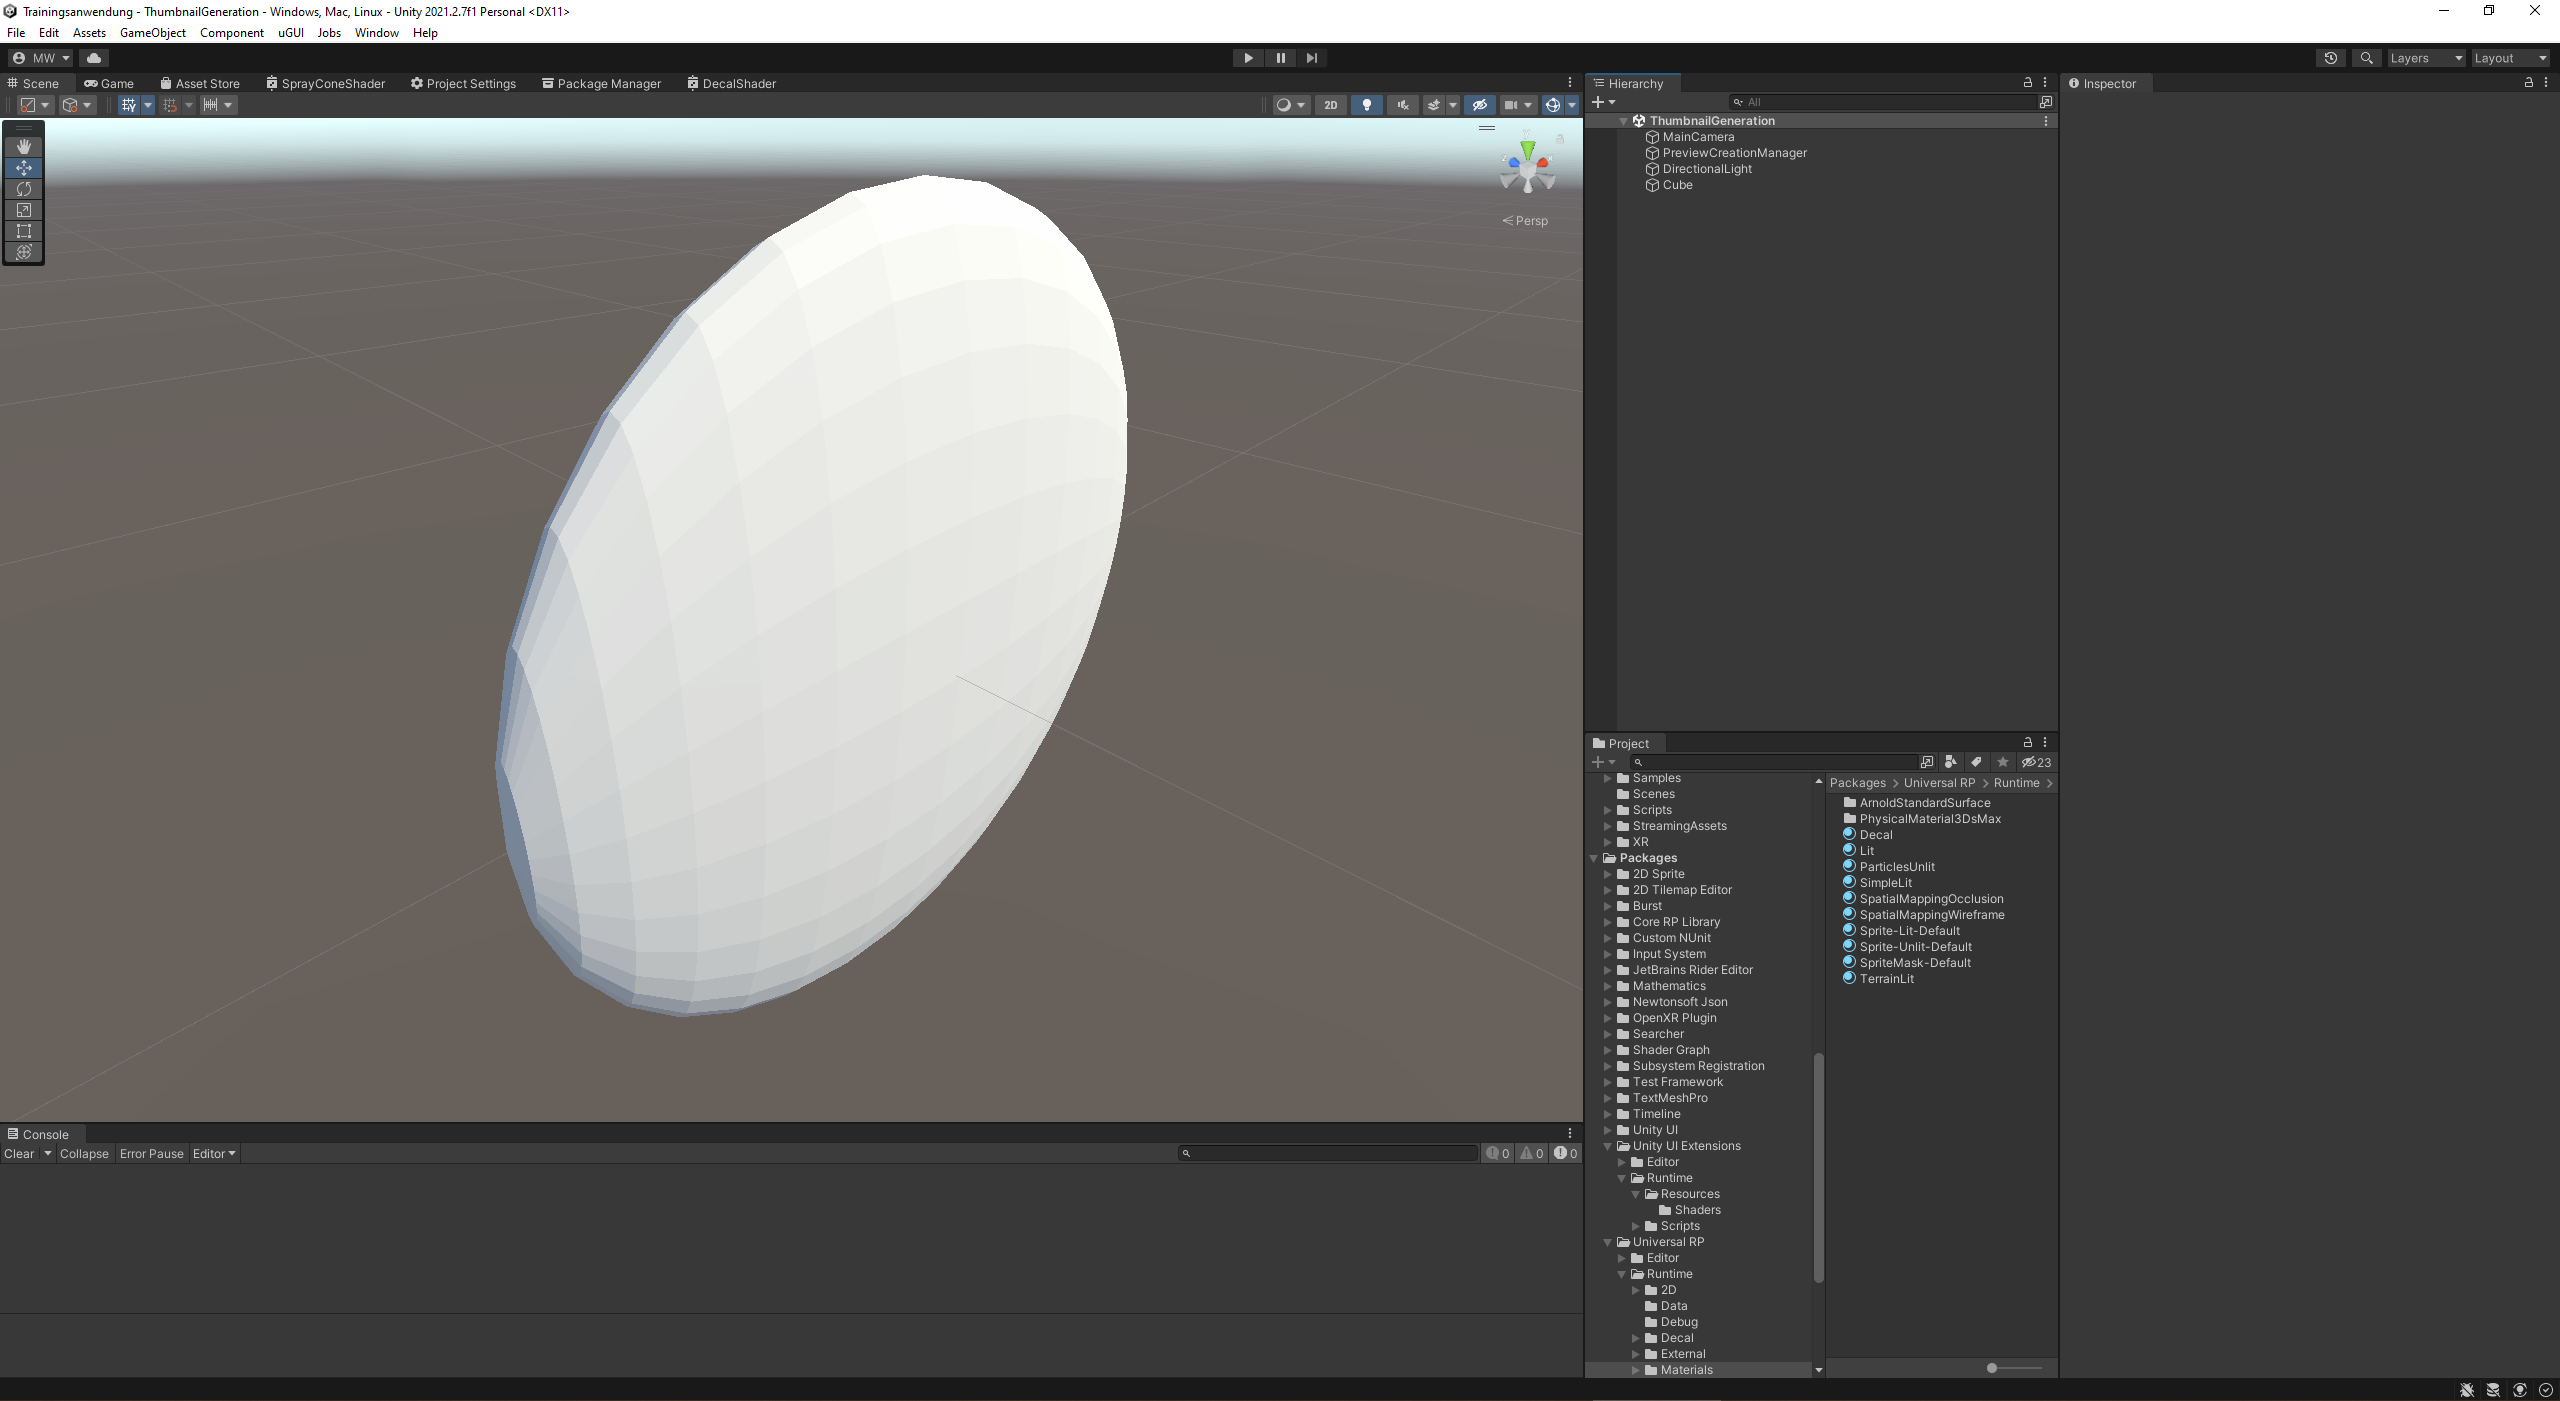 Trainingsanwendung - ThumbnailGeneration - Windows, Mac, Linux - Unity 2021.2.7f1 Personal <DX11>
File Edit Assets GameObject Component uGUI Jobs Window Help
MW Layers Layout
Scene Game Asset Store SprayConeShader Project Settings Package Manager DecalShader
2D
Y
Z
X
Persp
Hierarchy
All
ThumbnailGeneration
MainCamera
PreviewCreationManager
DirectionalLight
Cube
Inspector
Project
23
Samples
Scenes
Scripts
StreamingAssets
XR
Packages
2D Sprite
2D Tilemap Editor
Burst
Core RP Library
Custom NUnit
Input System
JetBrains Rider Editor
Mathematics
Newtonsoft Json
OpenXR Plugin
Searcher
Shader Graph
Subsystem Registration
Test Framework
TextMeshPro
Timeline
Unity UI
Unity UI Extensions
Editor
Runtime
Resources
Shaders
Scripts
Universal RP
Editor
Runtime
2D
Data
Debug
Decal
External
Materials
Packages > Universal RP > Runtime >
ArnoldStandardSurface
PhysicalMaterial3DsMax
Decal
Lit
ParticlesUnlit
SimpleLit
SpatialMappingOcclusion
SpatialMappingWireframe
Sprite-Lit-Default
Sprite-Unlit-Default
SpriteMask-Default
TerrainLit
Console
Clear Collapse Error Pause Editor 0 0 0